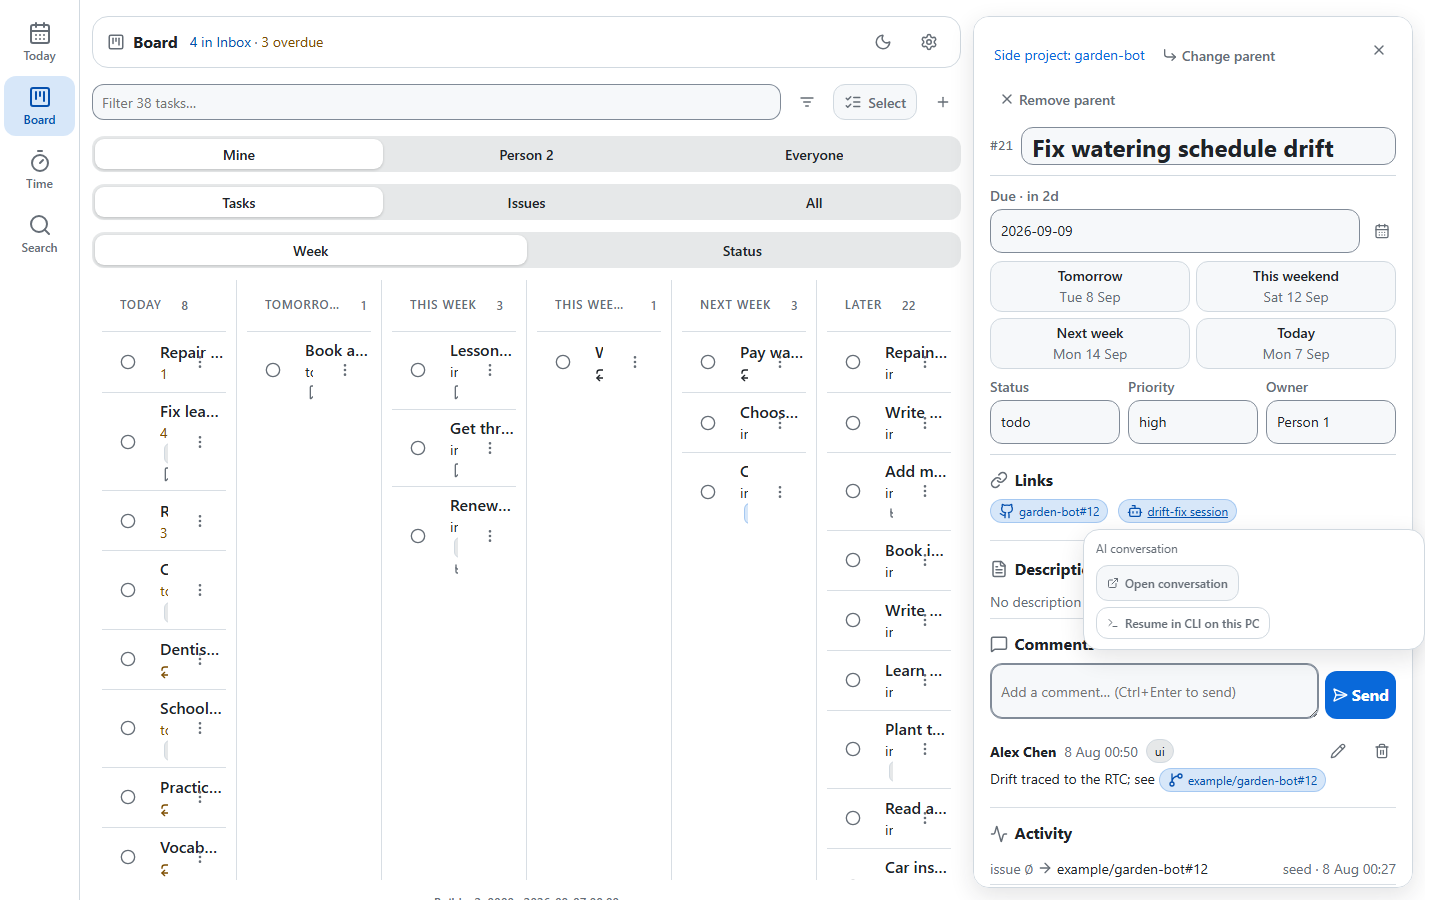 Today
Board
Time
Search
Board 4 in Inbox · 3 overdue
Filter 38 tasks...
Select
Mine Person 2 Everyone
Tasks Issues All
Week Status
TODAY 8
Repair ...
1
Fix lea...
4
R
3
C
Dentis...
School...
Practic...
Vocab...
TOMORRO... 1
Book a...
THIS WEEK 3
Lesson...
Get thr...
Renew...
THIS WEE... 1
NEXT WEEK 3
Pay wa...
Choos...
C
LATER 22
Repain...
Write ...
Add m...
Book i...
Write ...
Learn ...
Plant t...
Read a...
Car ins...
Side project: garden-bot Change parent
Remove parent
#21 Fix watering schedule drift
Due · in 2d
2026-09-09
Tomorrow
Tue 8 Sep
This weekend
Sat 12 Sep
Next week
Mon 14 Sep
Today
Mon 7 Sep
Status Priority Owner
todo high Person 1
Links
garden-bot#12 drift-fix session
AI conversation
Open conversation
Resume in CLI on this PC
No description
Comments
Add a comment... (Ctrl+Enter to send)
Send
Alex Chen 8 Aug 00:50 ui
Drift traced to the RTC; see example/garden-bot#12
Activity
issue ∅ → example/garden-bot#12 seed · 8 Aug 00:27